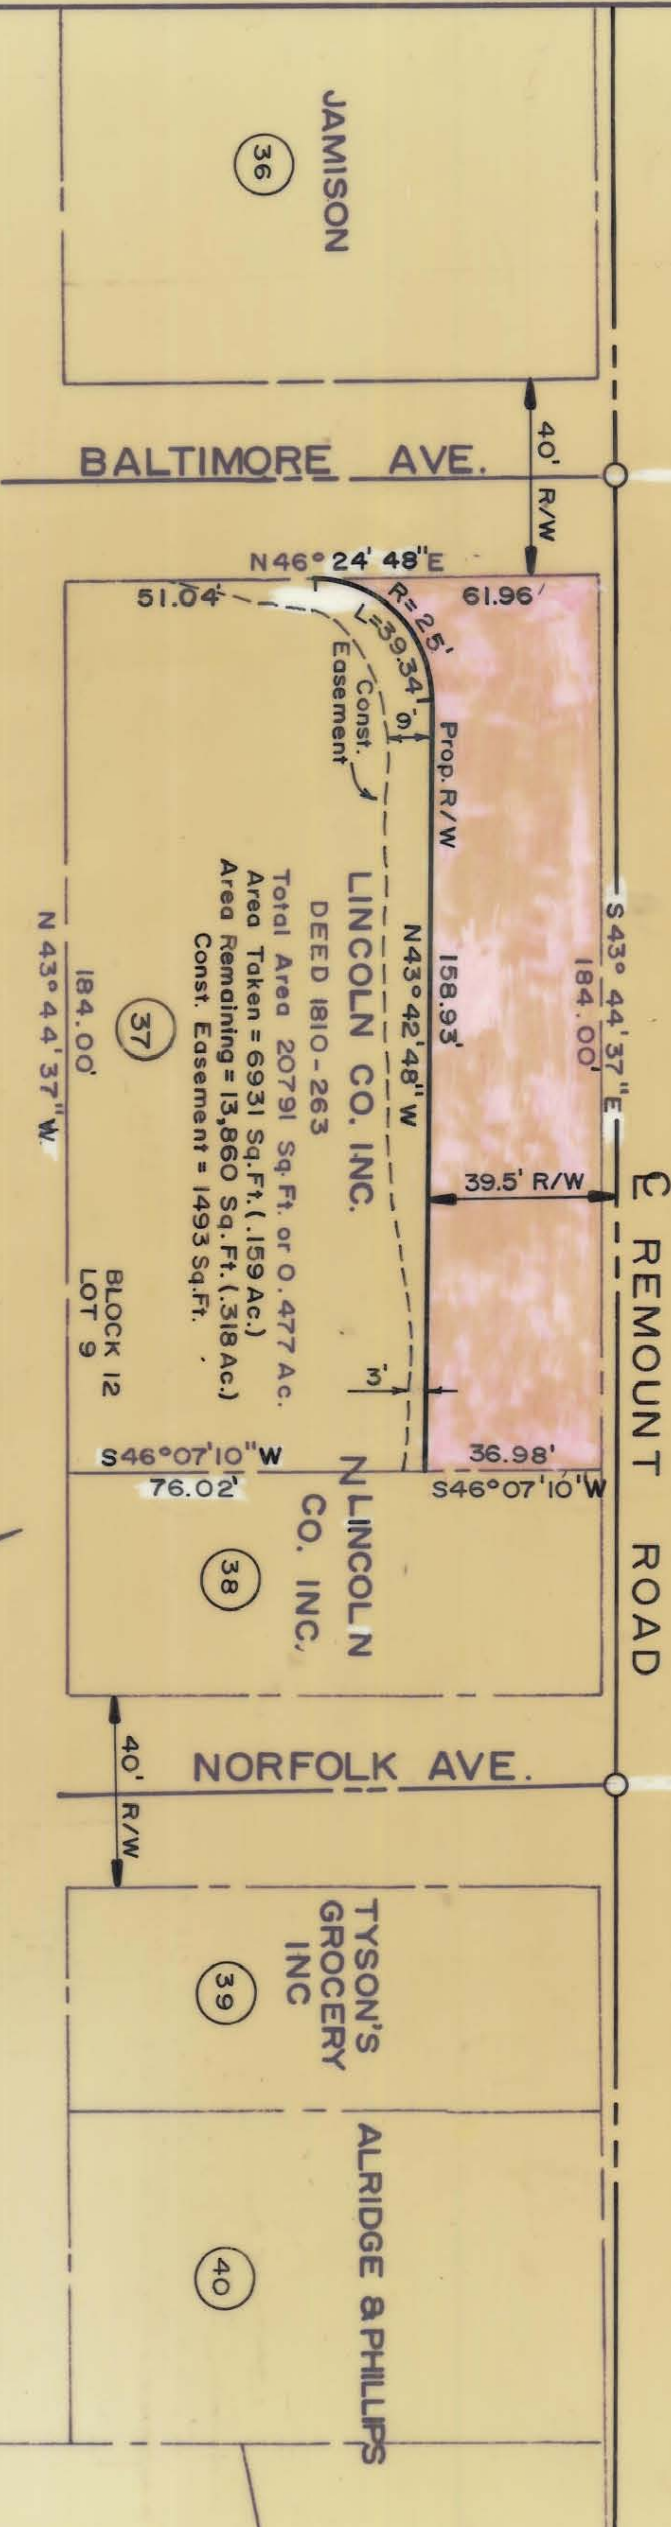 JAMISON
36
BALTIMORE AVE.
40' R/W
N46° 24' 48"E
51.04'
61.96'
R=25'
L=39.34'
Const.
Easement
Prop. R/W
158.93'
N43° 42' 48" W
S 43° 44' 37" E
184.00'
39.5' R/W
REMOUNT ROAD
LINCOLN CO. INC.
DEED 1810-263
Total Area 20791 Sq.Ft. or 0.477 Ac.
Area Taken = 6931 Sq.Ft. (.159 Ac.)
Area Remaining = 13,860 Sq.Ft. (.318 Ac.)
Const. Easement = 1493 Sq.Ft.
37
184.00'
N 43° 44' 37" W
BLOCK 12
LOT 9
3'
S46°07'10"W
76.02'
36.98'
S46°07'10"W
N LINCOLN
CO. INC,
38
NORFOLK AVE.
40' R/W
TYSON'S
GROCERY
INC
39
ALRIDGE & PHILLIPS
40